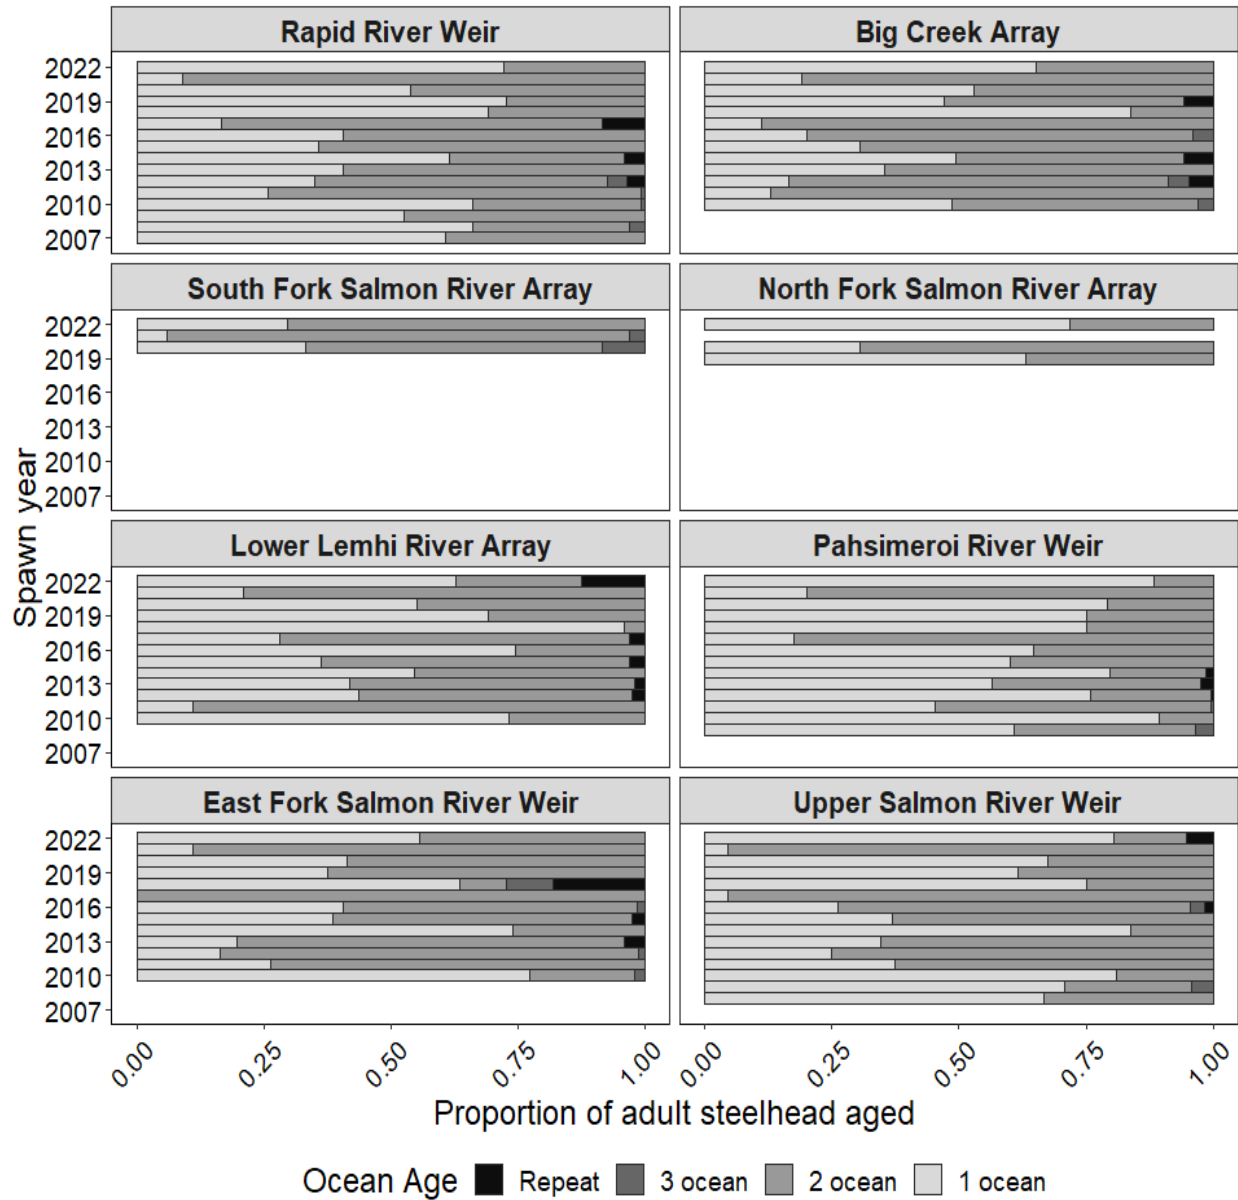 Rapid River Weir
Big Creek Array
2022
2019
2016
2013
2010
2007
South Fork Salmon River Array
North Fork Salmon River Array
2022
2019
2016
2013
2010
2007
Spawn year
Lower Lemhi River Array
Pahsimeroi River Weir
2022
2019
2016
2013
2010
2007
East Fork Salmon River Weir
Upper Salmon River Weir
2022
2019
2016
2013
2010
2007
0.00 0.25 0.50 0.75 1.00 0.00 0.25 0.50 0.75 1.00
Proportion of adult steelhead aged
Ocean Age Repeat 3 ocean 2 ocean 1 ocean